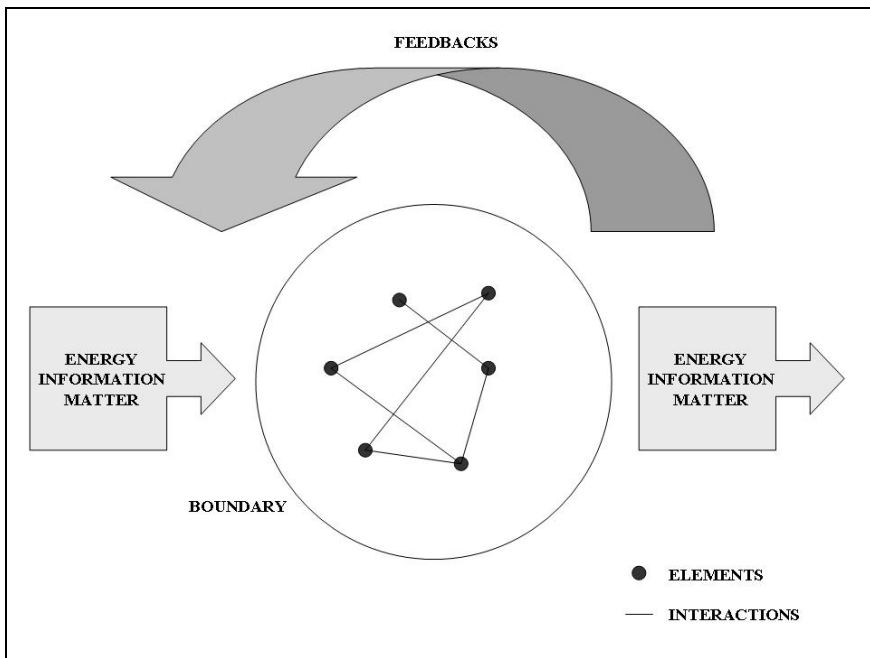 FEEDBACKS
ENERGY
INFORMATION
MATTER
ENERGY
INFORMATION
MATTER
BOUNDARY
ELEMENTS
INTERACTIONS